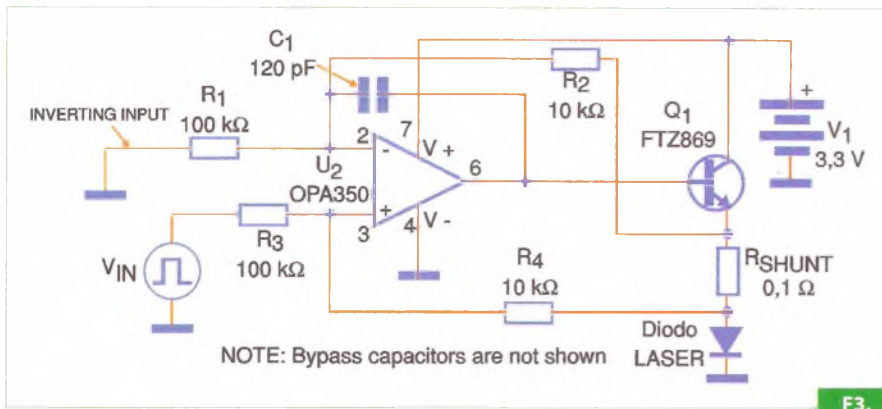 C1
120 pF
R1
100 kΩ
INVERTING INPUT
R2
10 kΩ
Q1
FTZ869
+
V1
3,3 V
2
-
7
V +
U2
OPA350
6
+
3
4
V -
R3
100 kΩ
VIN
R4
10 kΩ
RSHUNT
0,1 Ω
Diodo
LASER
NOTE: Bypass capacitors are not shown
F3.